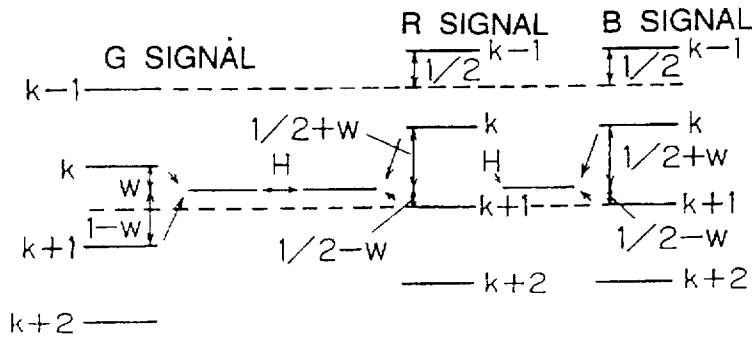 G SIGNAL
R SIGNAL
B SIGNAL
k-1
k-1
k-1
1/2
1/2
k
k
k
1/2+w
H
H
1/2+w
w
1-w
k+1
k+1
k+1
1/2-w
1/2-w
k+2
k+2
k+2